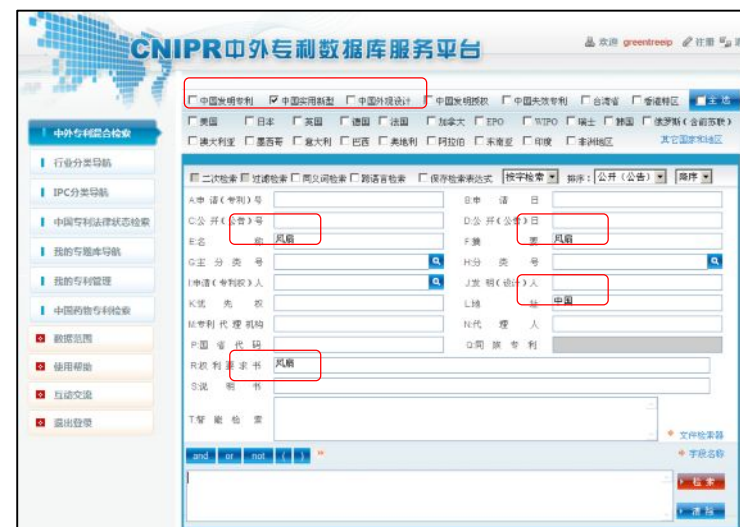 CNIPR中外专利数据库服务平台
欢迎 greentreeip 注册
中国发明专利 中国实用新型 中国外观设计 中国发明授权 中国失效专利 台湾省 香港特区 全选
美国 日本 英国 德国 法国 加拿大 EPO WIPO 瑞士 韩国 俄罗斯(含前苏联)
澳大利亚 墨西哥 意大利 巴西 奥地利 阿拉伯 东南亚 印度 非洲地区 其它国家和地区
中外专利混合检索
行业分类导航
IPC分类导航
中国专利法律状态检索
我的专题库导航
我的专利管理
中国药物专利检索
数据范围
使用帮助
互动交流
退出登录
二次检索 过滤检索 同义词检索 跨语言检索 保存检索表达式 按字检索 排序:公开(公告) 降序
A:申请(专利)号 B:申请日
C:公开(公告)号 D:公开(公告)日
E:名称 风扇 F:摘要 风扇
G:主分类号 H:分类号
I:申请(专利权)人 J:发明(设计)人
K:优先权 L:地址 中国
M:专利代理机构 N:代理人
P:国省代码 Q:同族专利
R:权利要求书 风扇
S:说明书
T:智能检索
文件检索器
and or not ( ) »
字段名称
检索
清除